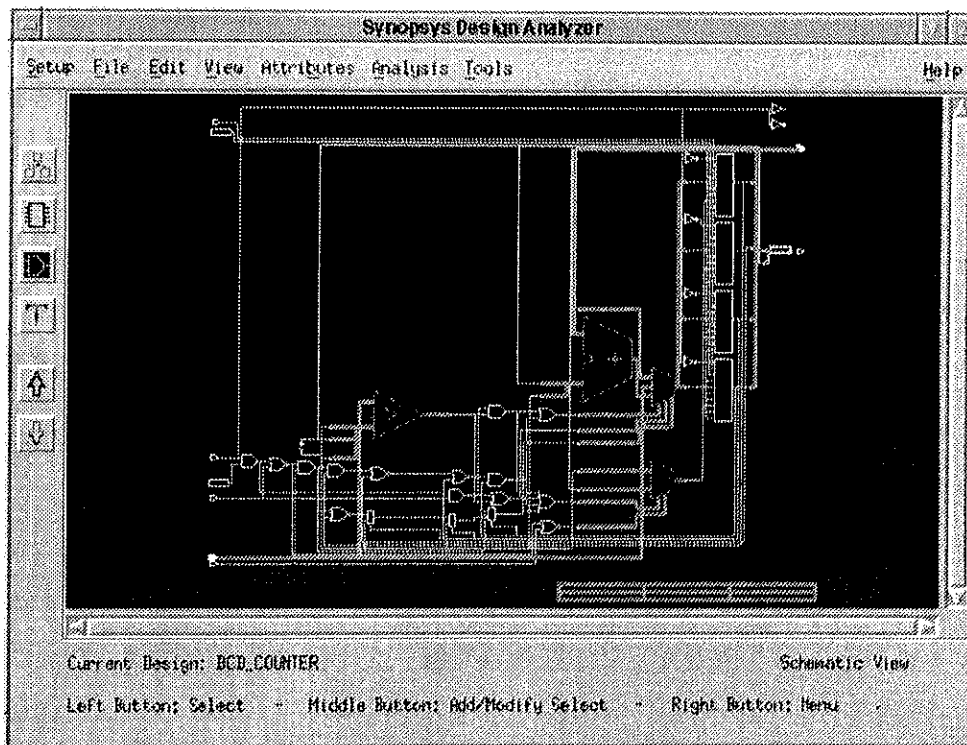 Synopsys Design Analyzer
Setup File Edit View Attributes Analysis Tools Help
Current Design: BCD_COUNTER Schematic View
Left Button: Select - Middle Button: Add/Modify Select - Right Button: Menu